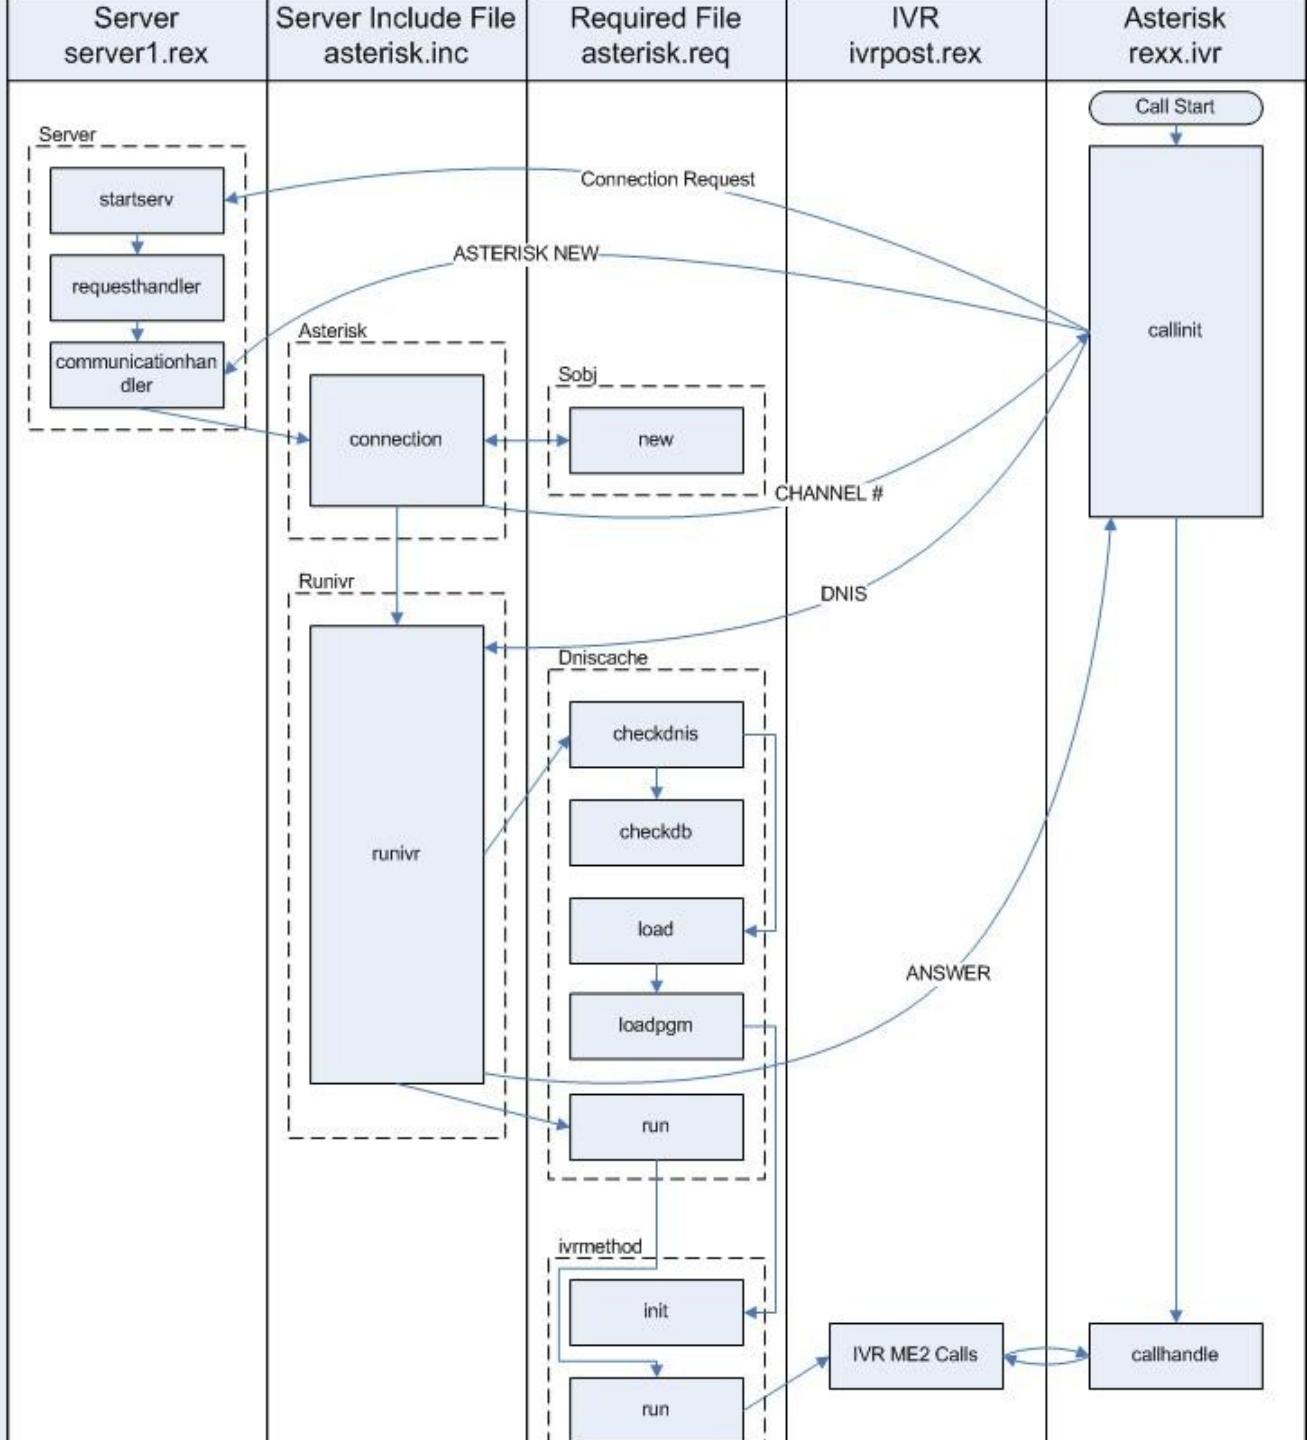 Server
server1.rex
Server Include File
asterisk.inc
Required File
asterisk.req
IVR
ivrpost.rex
Asterisk
rexx.ivr
Call Start
Server
startserv
Connection Request
requesthandler
ASTERISK NEW
callinit
Asterisk
communicationhan
dler
Sobj
connection
new
CHANNEL #
Runivr
DNIS
Dniscache
checkdnis
checkdb
runivr
load
ANSWER
loadpgm
run
ivrmethod
init
IVR ME2 Calls
callhandle
run